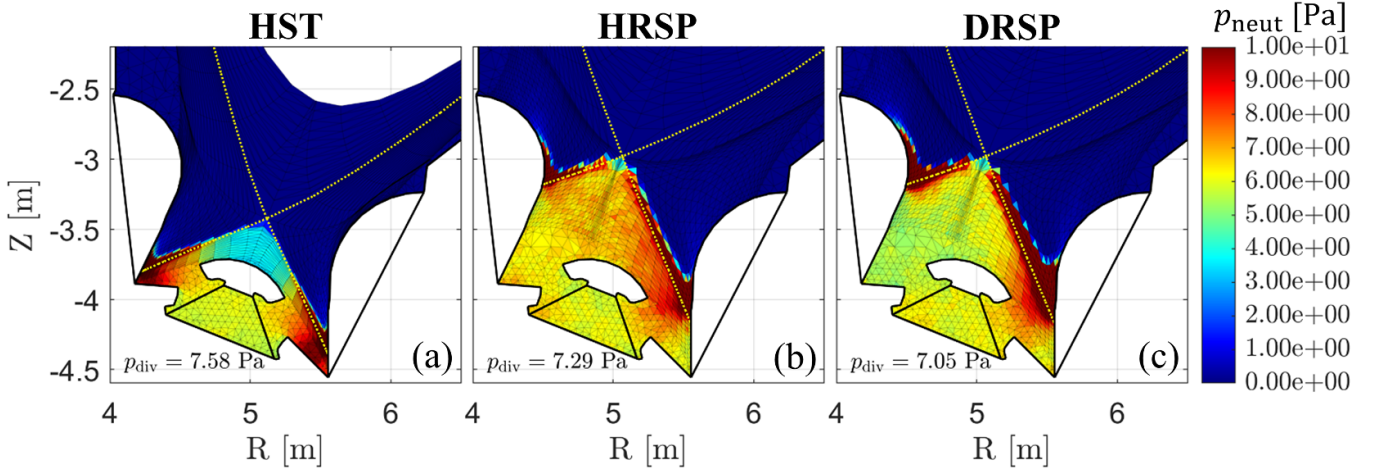 HST
HRSP
DRSP
p_neut [Pa]
-2.5
-3
-3.5
-4
-4.5
Z [m]
p_div = 7.58 Pa
(a)
p_div = 7.29 Pa
(b)
p_div = 7.05 Pa
(c)
1.00e+01
9.00e+00
8.00e+00
7.00e+00
6.00e+00
5.00e+00
4.00e+00
3.00e+00
2.00e+00
1.00e+00
0.00e+00
4 5 6
4 5 6
4 5 6
R [m]
R [m]
R [m]